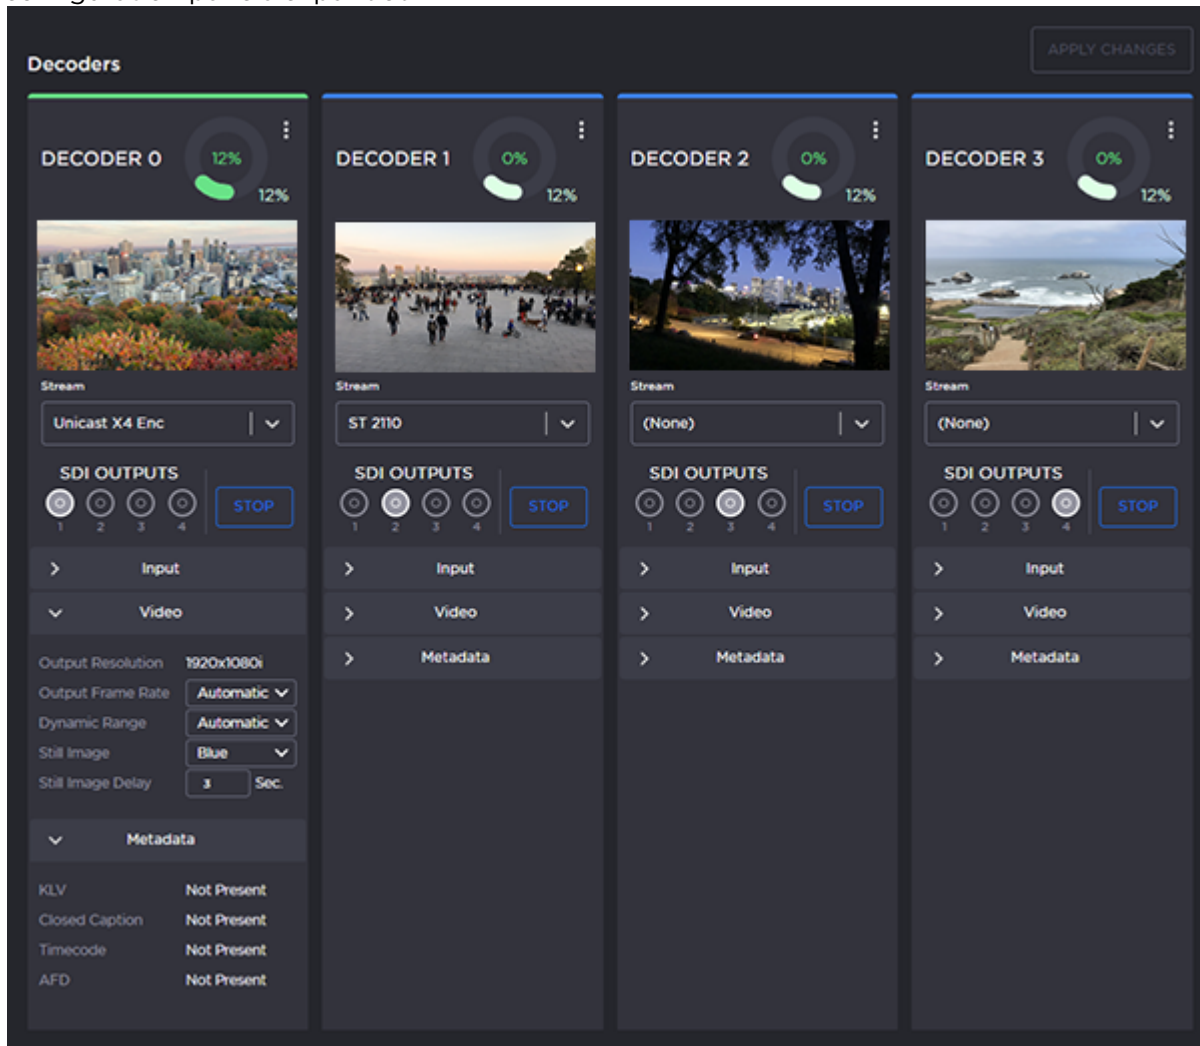 Decoders
APPLY CHANGES
DECODER 0
12%
12%
Stream
Unicast X4 Enc
SDI OUTPUTS
1 2 3 4
STOP
Input
Video
Output Resolution 1920x1080i
Output Frame Rate Automatic
Dynamic Range Automatic
Still Image Blue
Still Image Delay 3 Sec.
Metadata
KLV Not Present
Closed Caption Not Present
Timecode Not Present
AFD Not Present
DECODER 1
0%
12%
Stream
ST 2110
SDI OUTPUTS
1 2 3 4
STOP
Input
Video
Metadata
DECODER 2
0%
12%
Stream
(None)
SDI OUTPUTS
1 2 3 4
STOP
Input
Video
Metadata
DECODER 3
0%
12%
Stream
(None)
SDI OUTPUTS
1 2 3 4
STOP
Input
Video
Metadata